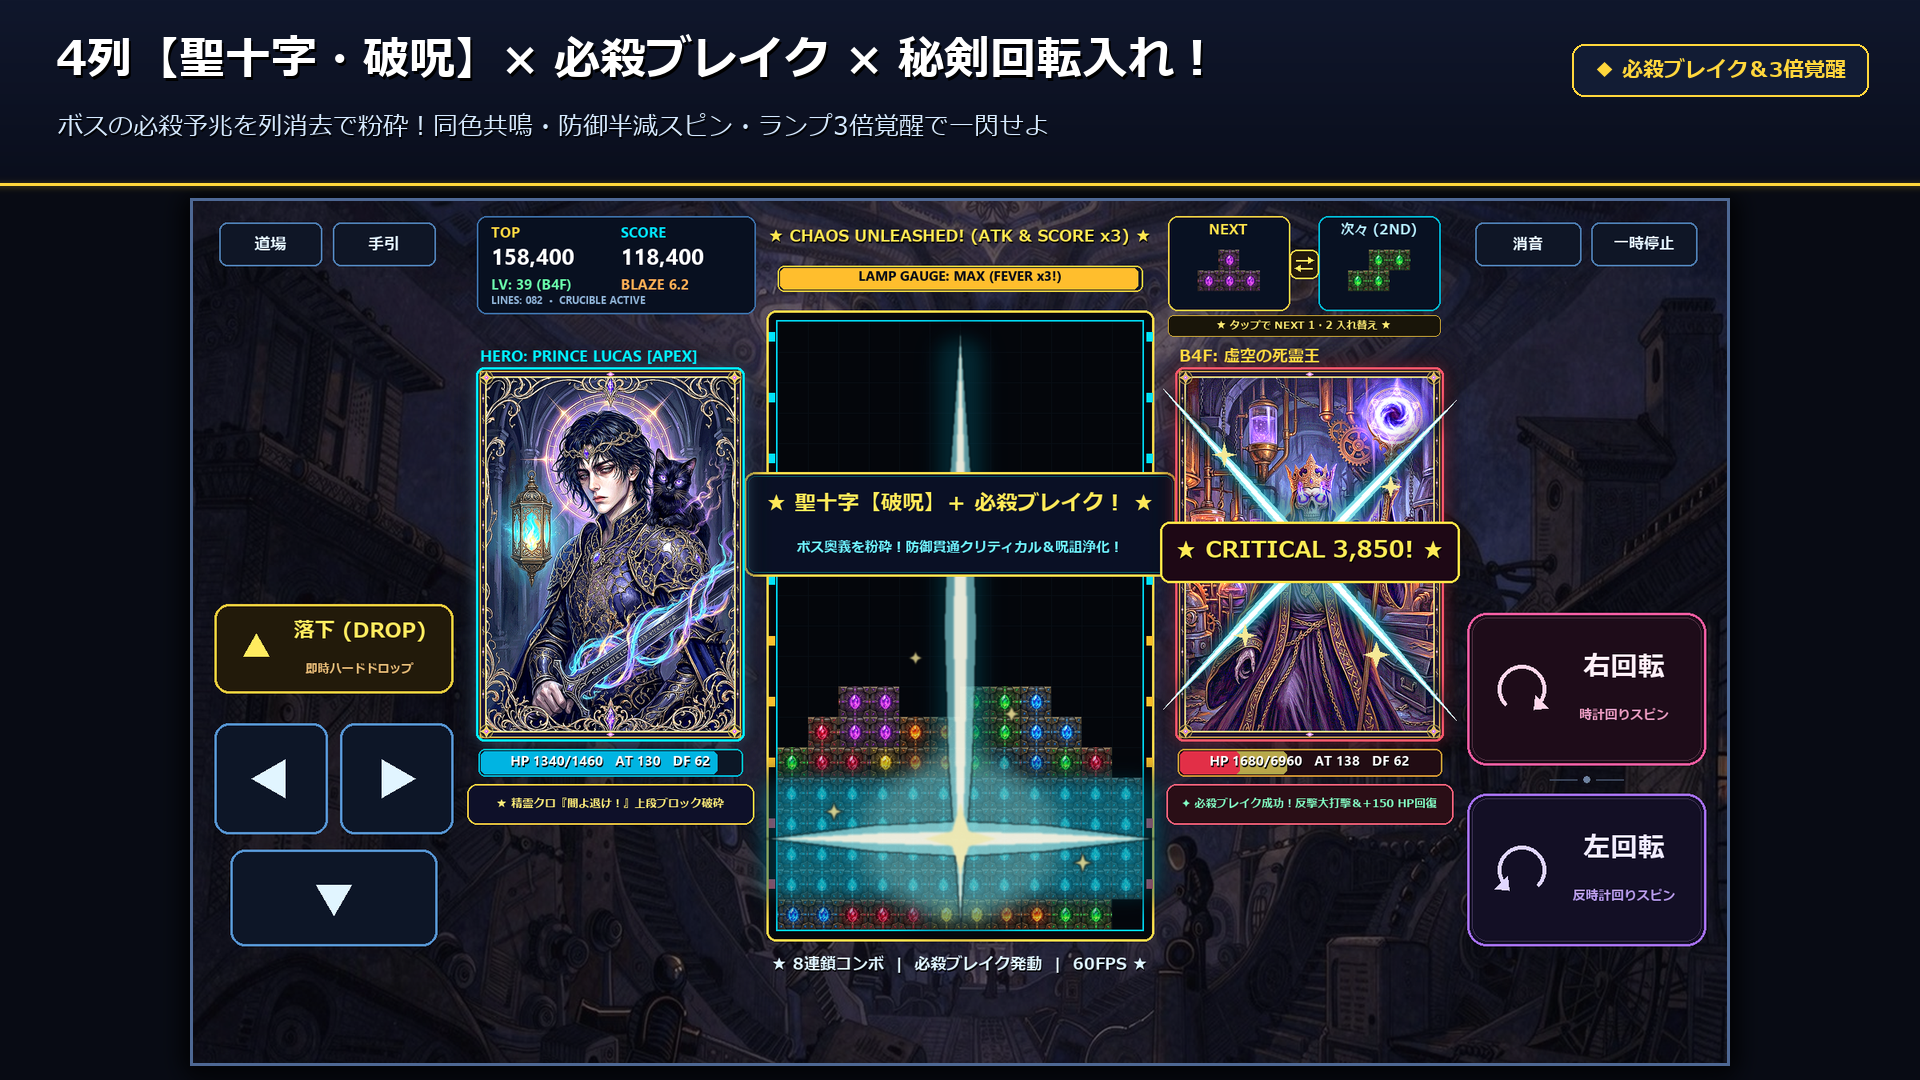 4列【聖十字・破呪】× 必殺ブレイク × 秘剣回転入れ！
◆ 必殺ブレイク&3倍覚醒
ボスの必殺予兆を列消去で粉砕！同色共鳴・防御半減スピン・ランプ3倍覚醒で一閃せよ
道場
手引
TOP
158,400
SCORE
118,400
LV: 39 (B4F)
BLAZE 6.2
LINES: 082 ・ CRUCIBLE ACTIVE
★ CHAOS UNLEASHED! (ATK & SCORE x3) ★
LAMP GAUGE: MAX (FEVER x3!)
NEXT
次々 (2ND)
★ タップで NEXT 1・2 入れ替え ★
消音
一時停止
HERO: PRINCE LUCAS [APEX]
B4F: 虚空の死霊王
★ 聖十字【破呪】+ 必殺ブレイク！ ★
ボス奥義を粉砕！防御貫通クリティカル&呪詛浄化！
★ CRITICAL 3,850! ★
▲ 落下 (DROP)
即時ハードドロップ
右回転
時計回りスピン
左回転
反時計回りスピン
HP 1340/1460 AT 130 DF 62
★ 精霊クロ『闇よ退け！』上段ブロック破砕
HP 1680/6960 AT 138 DF 62
✦ 必殺ブレイク成功！反撃大打撃&+150 HP回復
★ 8連鎖コンボ | 必殺ブレイク発動 | 60FPS ★